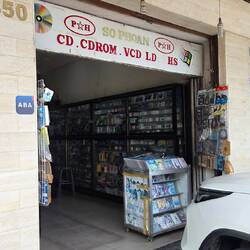 50
P☆H SO PHOAN P☆H
CD.CDROM.VCD LD HS
ABA